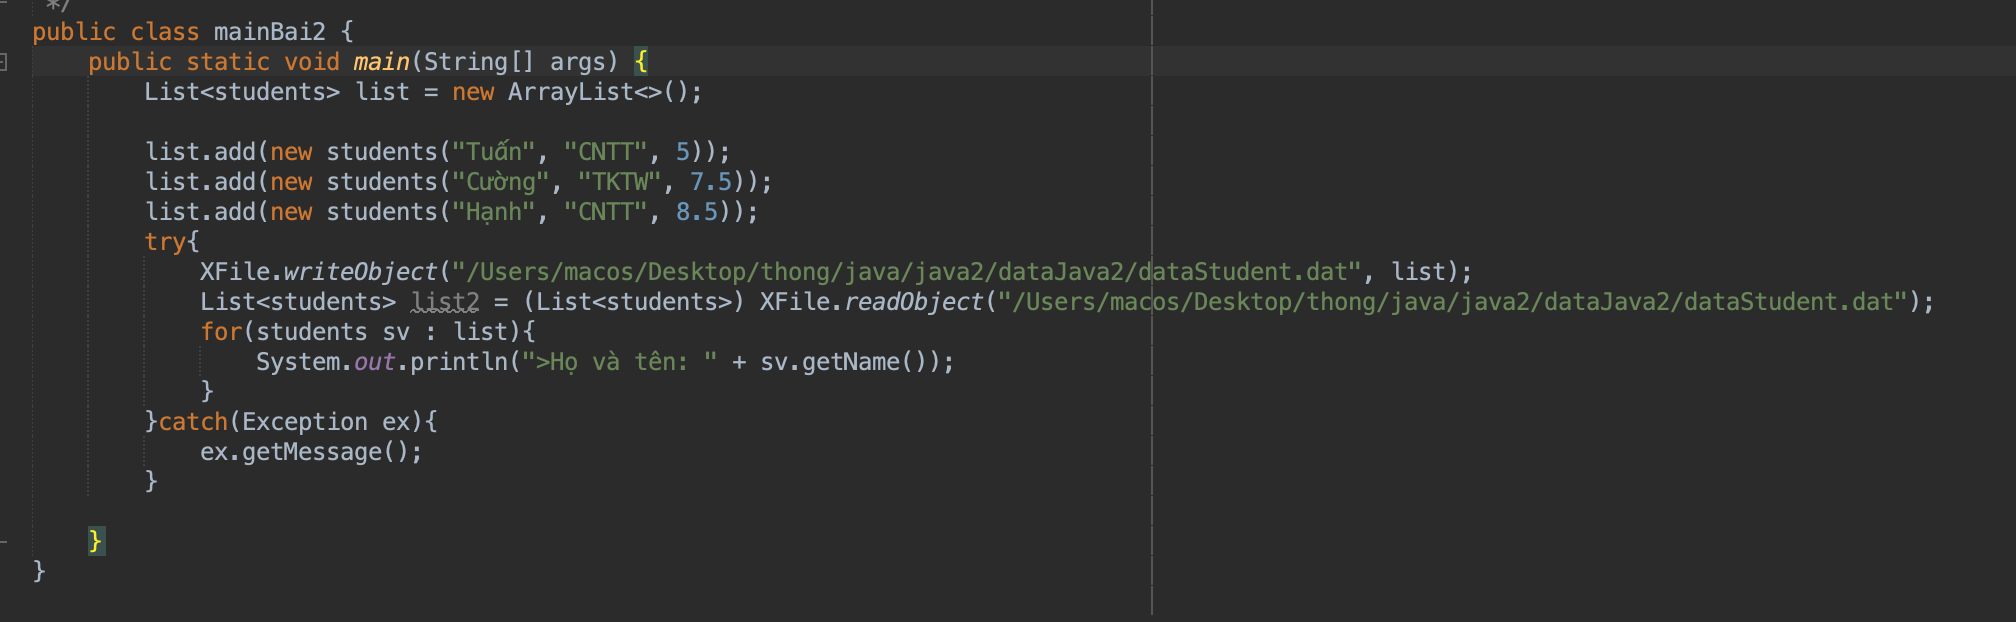 */
public class mainBai2 {
    public static void main(String[] args) {
        List<students> list = new ArrayList<>();
        list.add(new students("Tuấn", "CNTT", 5));
        list.add(new students("Cường", "TKTW", 7.5));
        list.add(new students("Hạnh", "CNTT", 8.5));
        try{
            XFile.writeObject("/Users/macos/Desktop/thong/java/java2/dataJava2/dataStudent.dat", list);
            List<students> list2 = (List<students>) XFile.readObject("/Users/macos/Desktop/thong/java/java2/dataJava2/dataStudent.dat");
            for(students sv : list){
                System.out.println(">Họ và tên: " + sv.getName());
            }
        }catch(Exception ex){
            ex.getMessage();
        }
    }
}